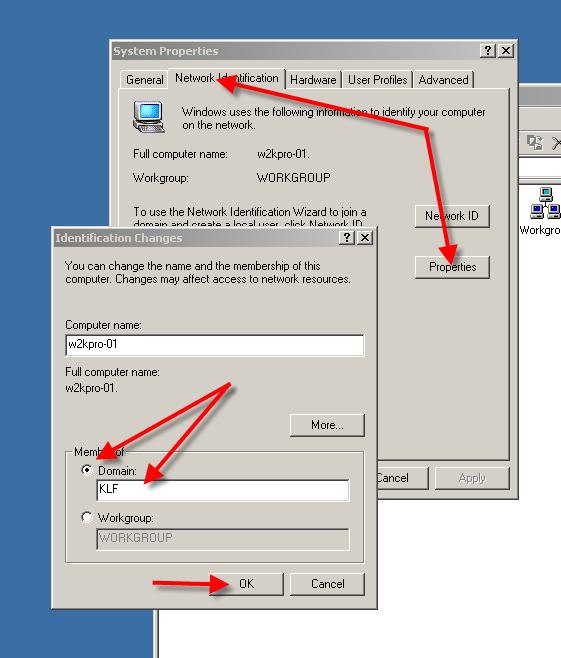 System Properties
General Network Identification Hardware User Profiles Advanced
Windows uses the following information to identify your computer
on the network.
Full computer name: w2kpro-01.
Workgroup: WORKGROUP
To use the Network Identification Wizard to join a
domain and create a local user, click Network ID.
Network ID
Properties
Cancel Apply
Workgro
Identification Changes
You can change the name and the membership of this
computer. Changes may affect access to network resources.
Computer name:
w2kpro-01
Full computer name:
w2kpro-01.
More...
Member of
Domain:
KLF
Workgroup:
WORKGROUP
OK Cancel